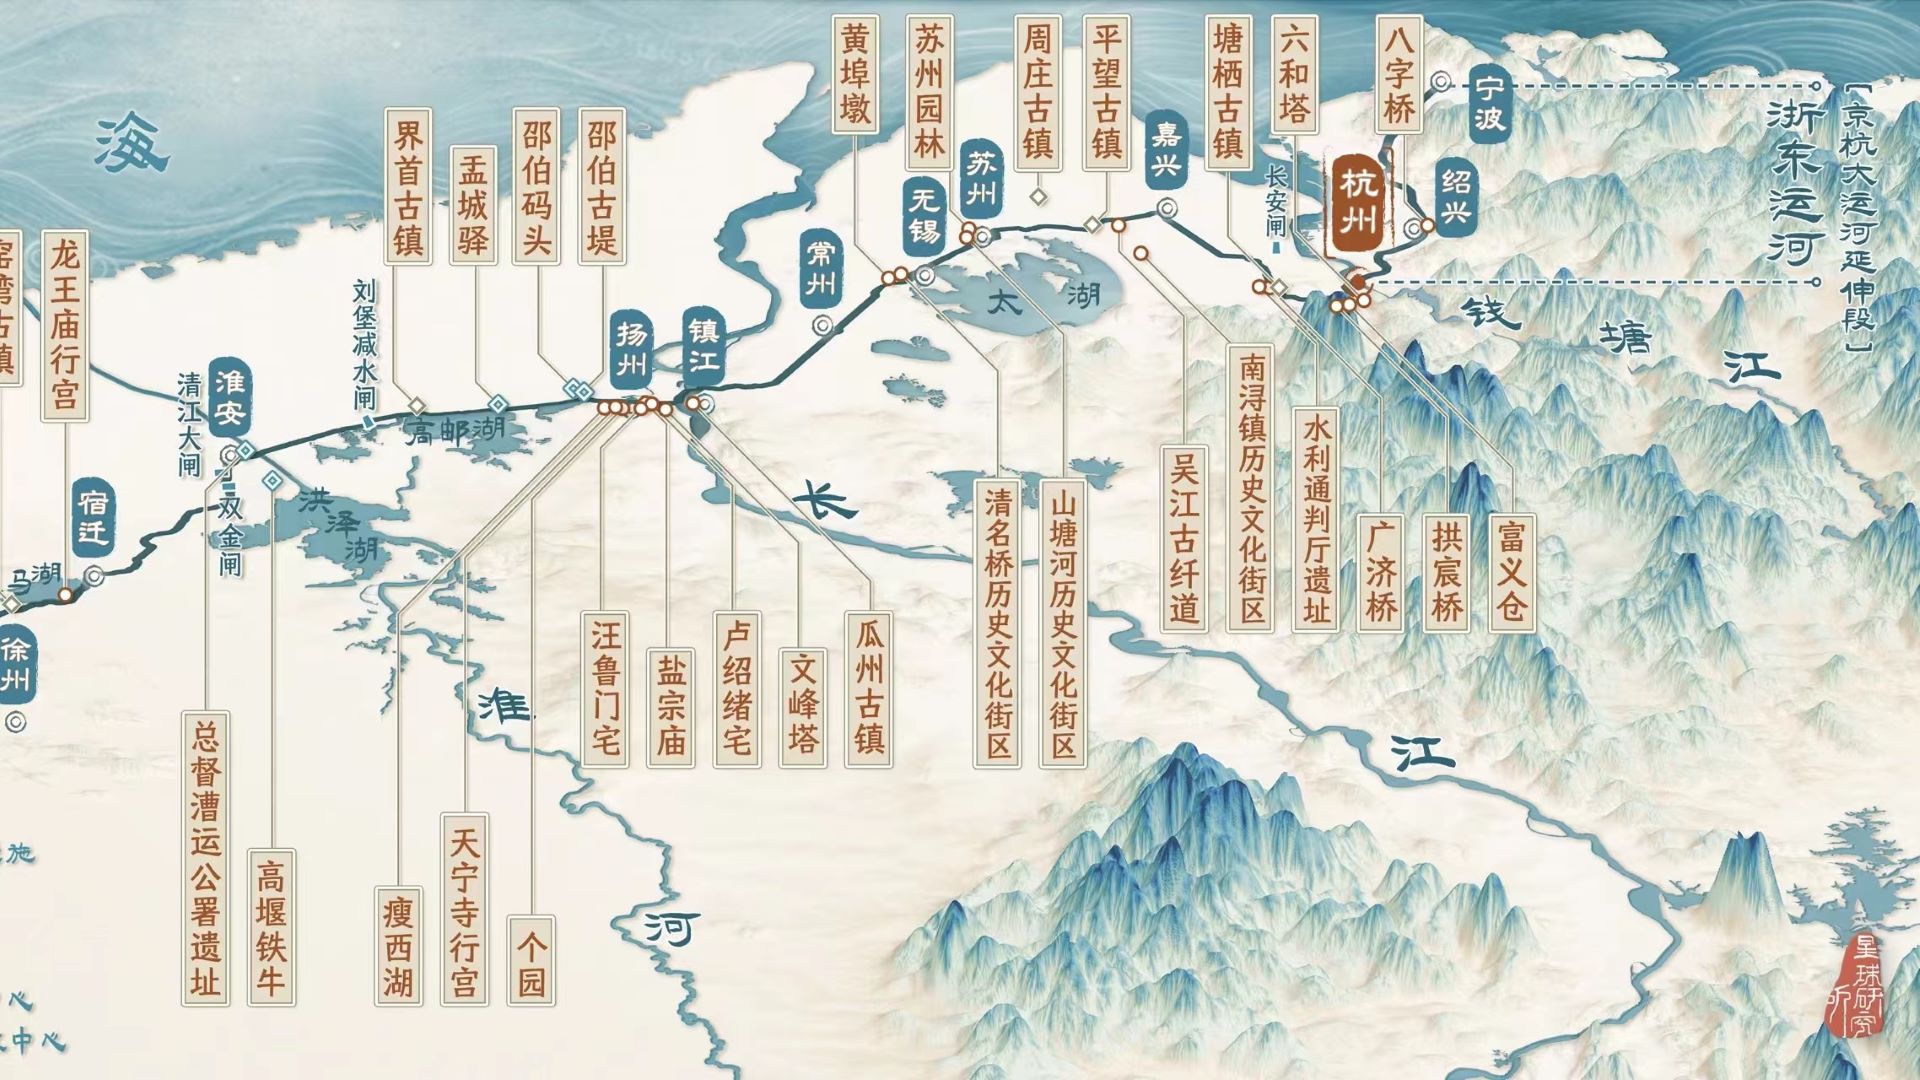 海
龙王庙行宫
界首古镇
盂城驿
邵伯码头
邵伯古堤
黄埠墩
苏州园林
周庄古镇
平望古镇
塘栖古镇
六和塔
八字桥
宁波
浙东运河
【京杭大运河延伸段】
嘉兴
苏州
无锡
常州
长安闸
杭州
绍兴
刘堡减水闸
扬州
镇江
太湖
钱塘江
清江大闸
淮安
高邮湖
宿迁
双金闸
洪泽湖
马湖
徐州
长江
淮河
总督漕运公署遗址
高堰铁牛
瘦西湖
天宁寺行宫
个园
汪鲁门宅
盐宗庙
卢绍绪宅
文峰塔
瓜州古镇
清名桥历史文化街区
山塘河历史文化街区
吴江古纤道
南浔镇历史文化街区
水利通判厅遗址
广济桥
拱宸桥
富义仓
施
心
中心
星球研究所